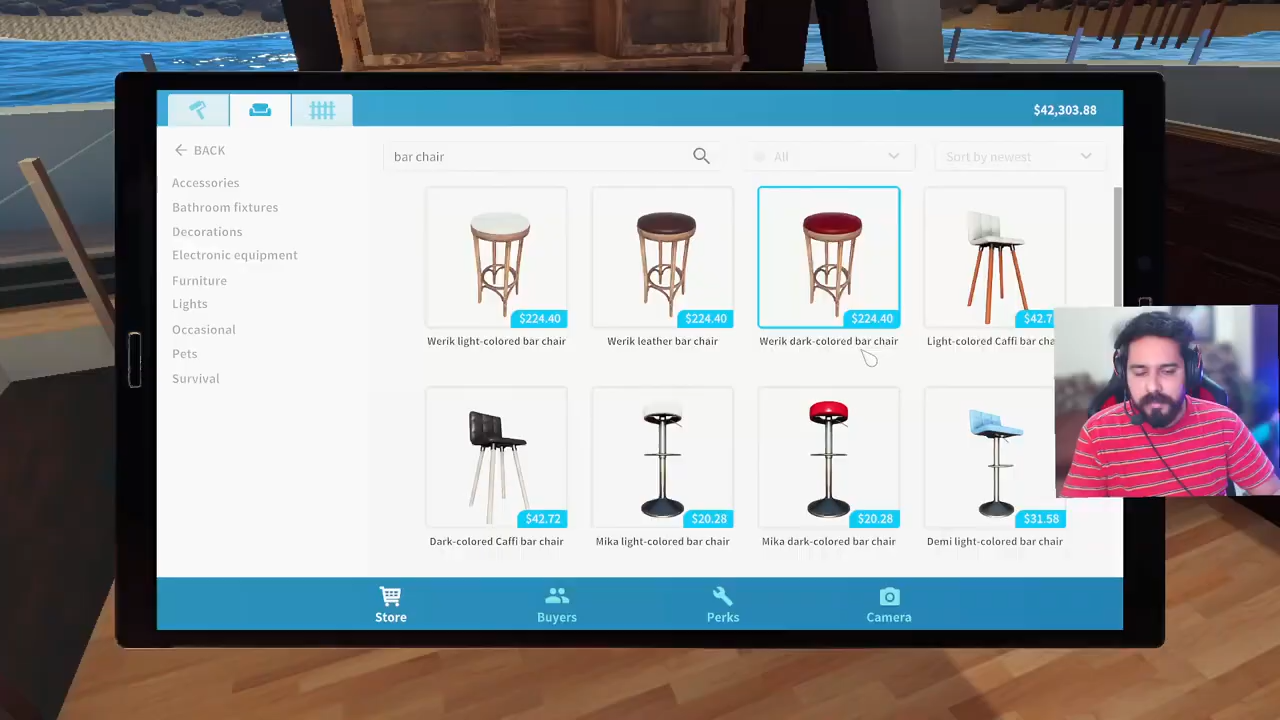 $42,303.88
BACK
bar chair
All
Sort by newest
Accessories
Bathroom fixtures
Decorations
Electronic equipment
Furniture
Lights
Occasional
Pets
Survival
$224.40
$224.40
$224.40
$42.7
Werik light-colored bar chair
Werik leather bar chair
Werik dark-colored bar chair
Light-colored Caffi bar cha
$42.72
$20.28
$20.28
$31.58
Dark-colored Caffi bar chair
Mika light-colored bar chair
Mika dark-colored bar chair
Demi light-colored bar chair
Store
Buyers
Perks
Camera